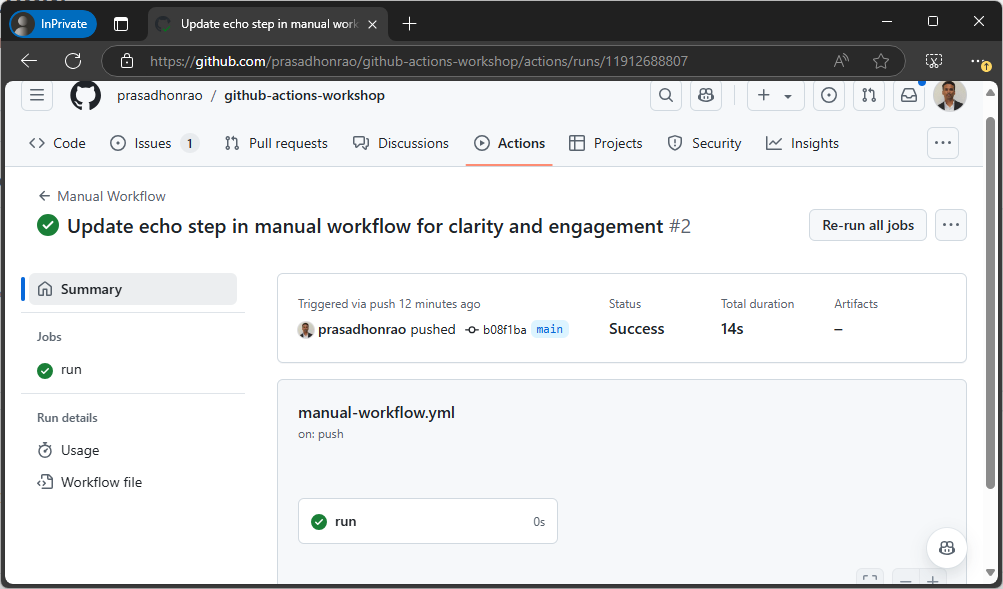 InPrivate
Update echo step in manual work
https://github.com/prasadhonrao/github-actions-workshop/actions/runs/11912688807
prasadhonrao / github-actions-workshop
Code
Issues 1
Pull requests
Discussions
Actions
Projects
Security
Insights
Manual Workflow
Update echo step in manual workflow for clarity and engagement #2
Re-run all jobs
Summary
Jobs
run
Run details
Usage
Workflow file
Triggered via push 12 minutes ago
prasadhonrao pushed b08f1ba main
Status
Success
Total duration
14s
Artifacts
–
manual-workflow.yml
on: push
run 0s